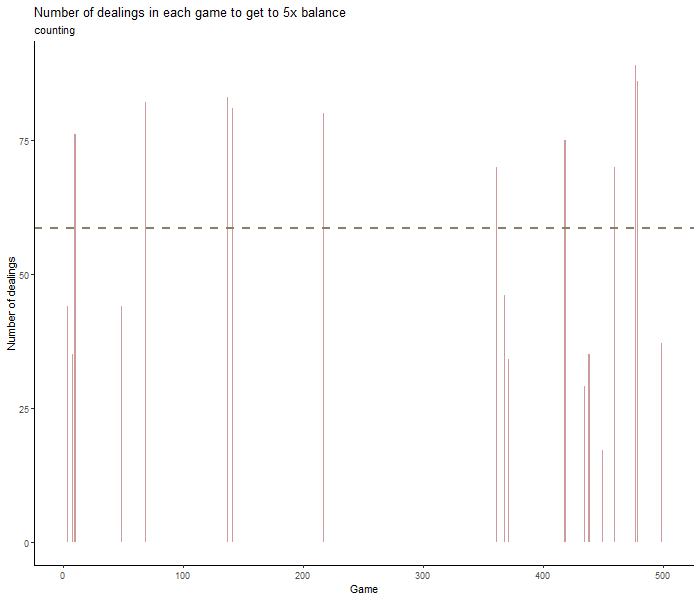 Number of dealings in each game to get to 5x balance
counting
Number of dealings
75
50
25
0
0 100 200 300 400 500
Game